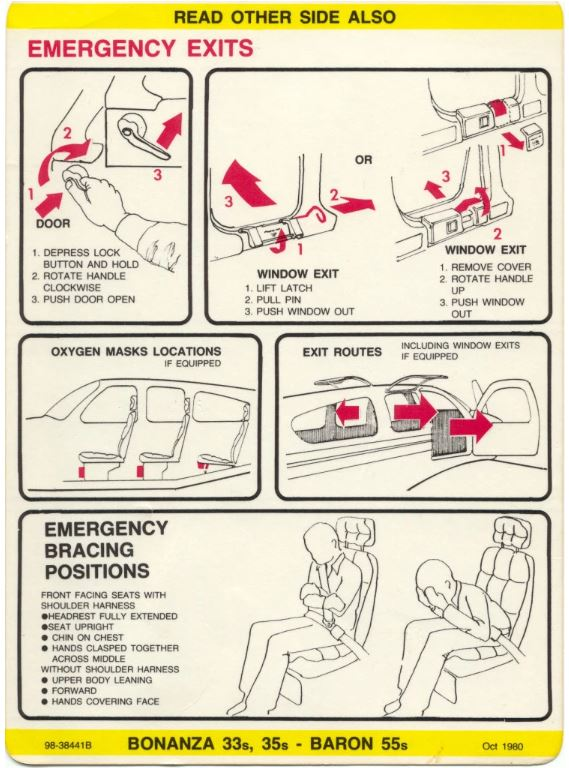 READ OTHER SIDE ALSO
EMERGENCY EXITS
2
1
3
DOOR
1. DEPRESS LOCK
BUTTON AND HOLD
2. ROTATE HANDLE
CLOCKWISE
3. PUSH DOOR OPEN
3
2
1
WINDOW EXIT
1. LIFT LATCH
2. PULL PIN
3. PUSH WINDOW OUT
OR
1
3
2
WINDOW EXIT
1. REMOVE COVER
2. ROTATE HANDLE
UP
3. PUSH WINDOW
OUT
OXYGEN MASKS LOCATIONS
IF EQUIPPED
EXIT ROUTES
INCLUDING WINDOW EXITS
IF EQUIPPED
EMERGENCY
BRACING
POSITIONS
FRONT FACING SEATS WITH
SHOULDER HARNESS
●HEADREST FULLY EXTENDED
●SEAT UPRIGHT
● CHIN ON CHEST
● HANDS CLASPED TOGETHER
ACROSS MIDDLE
WITHOUT SHOULDER HARNESS
● UPPER BODY LEANING
● FORWARD
● HANDS COVERING FACE
98-38441B
BONANZA 33s, 35s - BARON 55s
Oct 1980